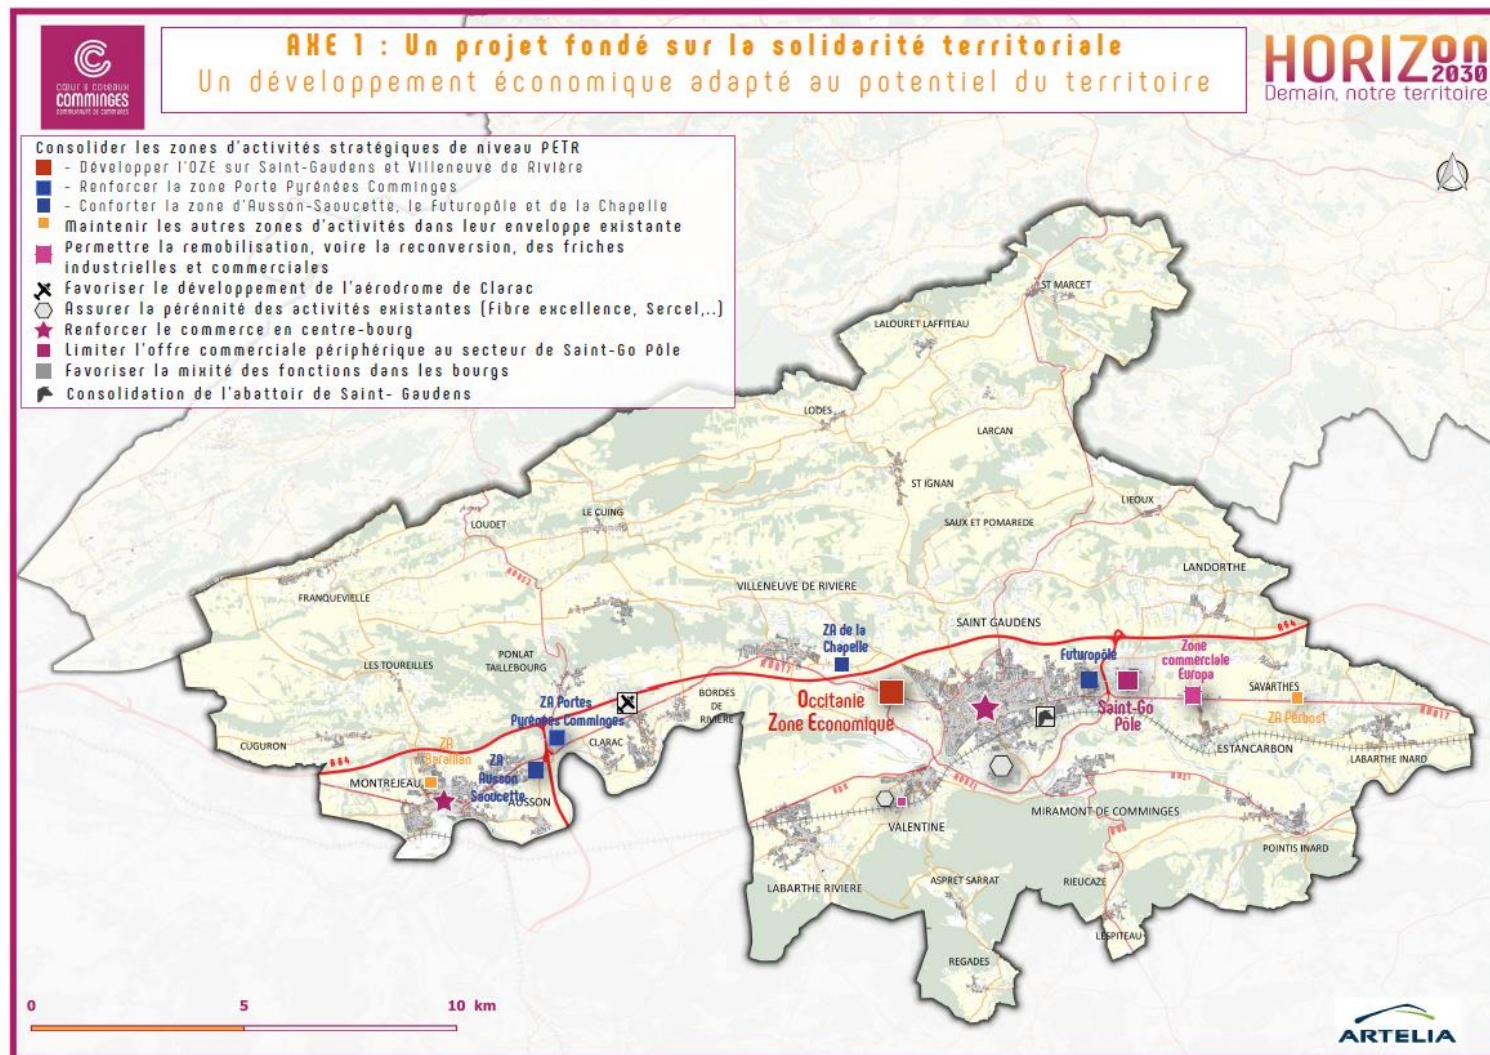 AXE 1 : Un projet fondé sur la solidarité territoriale
Un développement économique adapté au potentiel du territoire
CŒUR & COTEAUX
COMMINGES
COMMUNAUTÉ DE COMMUNES
HORIZON
2030
Demain, notre territoire
Consolider les zones d'activités stratégiques de niveau PETR
- Développer l'OZE sur Saint-Gaudens et Villeneuve de Rivière
- Renforcer la zone Porte Pyrénées Comminges
- Conforter la zone d'Ausson-Saoucette, le Futuropôle et de la Chapelle
Maintenir les autres zones d'activités dans leur enveloppe existante
Permettre la remobilisation, voire la reconversion, des friches
industrielles et commerciales
Favoriser le développement de l'aérodrome de Clarac
Assurer la pérénnité des activités existantes (Fibre excellence, Sercel,..)
Renforcer le commerce en centre-bourg
Limiter l'offre commerciale périphérique au secteur de Saint-Go Pôle
Favoriser la mixité des fonctions dans les bourgs
Consolidation de l'abattoir de Saint- Gaudens
ST MARCET
LALOURET LAFFITEAU
LODES
LARCAN
ST IGNAN
LIEOUX
LE CUING
LOUDET
SAUX ET POMAREDE
LANDORTHE
VILLENEUVE DE RIVIERE
FRANQUEVIELLE
SAINT GAUDENS
A64
ZA de la
Chapelle
PONLAT
TAILLEBOURG
LES TOUREILLES
Futuropôle
Zone
commerciale
Europa
SAVARTHES
BORDES
DE
RIVIERE
Occitanie
Zone Economique
Saint-Go
Pôle
ZA Perbost
RD817
RD817
ZA Portes
Pyrénées Comminges
CLARAC
CUGURON
ESTANCARBON
LABARTHE INARD
A64
ZA
Barailan
ZA
Ausson
Saoucette
MONTREJEAU
AUSSON
MIRAMONT DE COMMINGES
VALENTINE
POINTIS INARD
LABARTHE RIVIERE
ASPRET SARRAT
RIEUCAZE
LESPITEAU
REGADES
0 5 10 km
ARTELIA